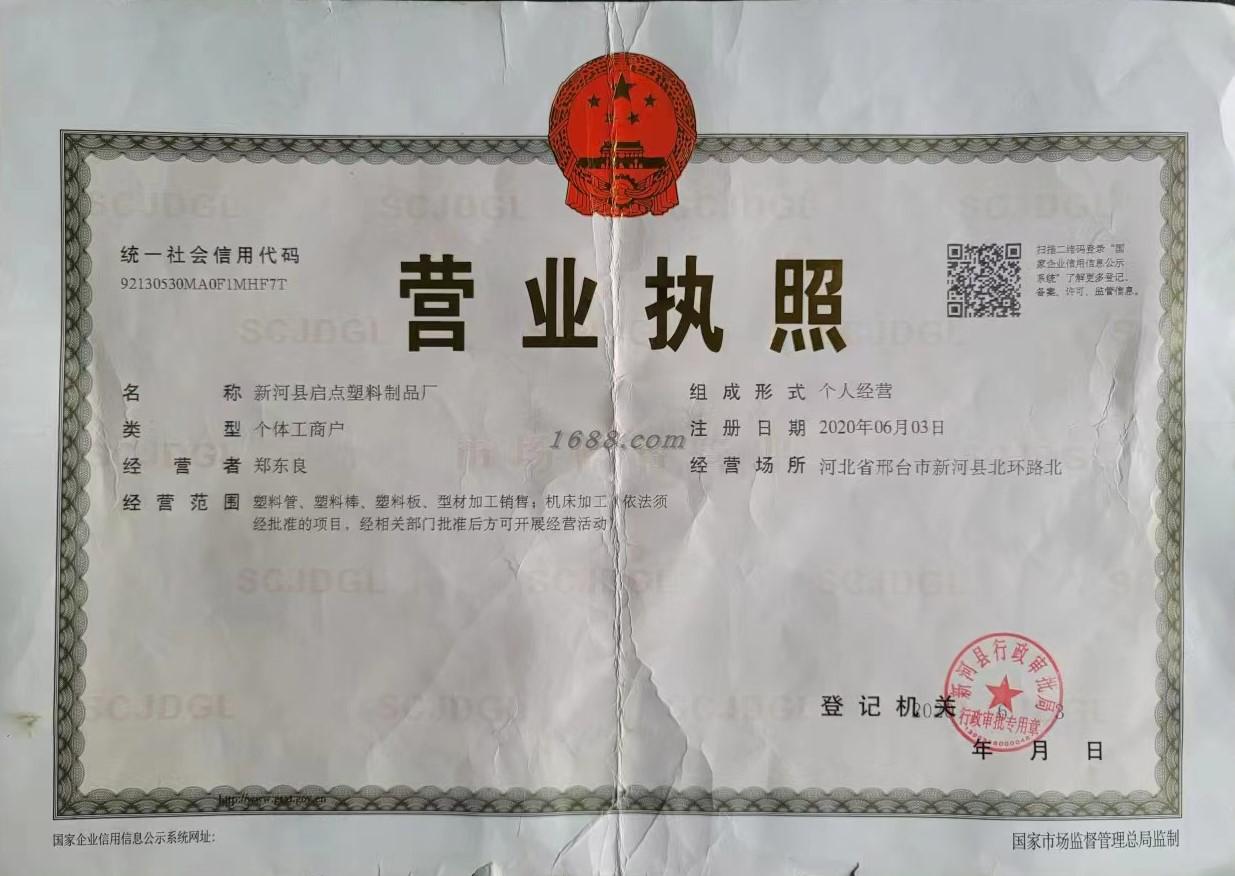 统一社会信用代码
92130530MA0F1MHF7T
营业执照
扫描二维码登录“国
家企业信用信息公示
系统”了解更多登记、
备案、许可、监管信息。
名称 新河县启点塑料制品厂
类型 个体工商户
经营者 郑东良
经营范围 塑料管、塑料棒、塑料板、型材加工销售；机床加工（依法须
经批准的项目，经相关部门批准后方可开展经营活动）
组成形式 个人经营
注册日期 2020年06月03日
经营场所 河北省邢台市新河县北环路北
1688.com
登记机关
新河县行政审批局
行政审批专用章
年 月 日
国家企业信用信息公示系统网址：
国家市场监督管理总局监制
SCJDGL